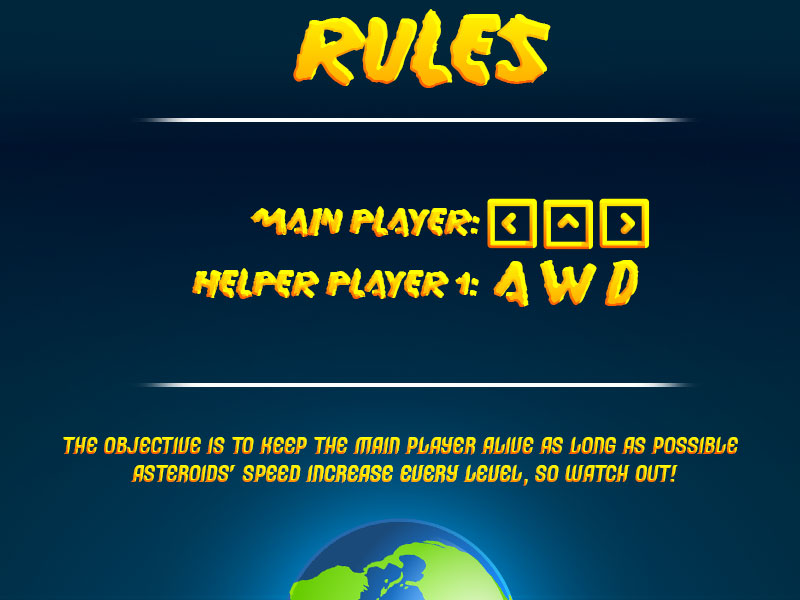 RULES
MAIN PLAYER: < ^ >
HELPER PLAYER 1: A W D
THE OBJECTIVE IS TO KEEP THE MAIN PLAYER ALIVE AS LONG AS POSSIBLE
ASTEROIDS' SPEED INCREASE EVERY LEVEL, SO WATCH OUT!